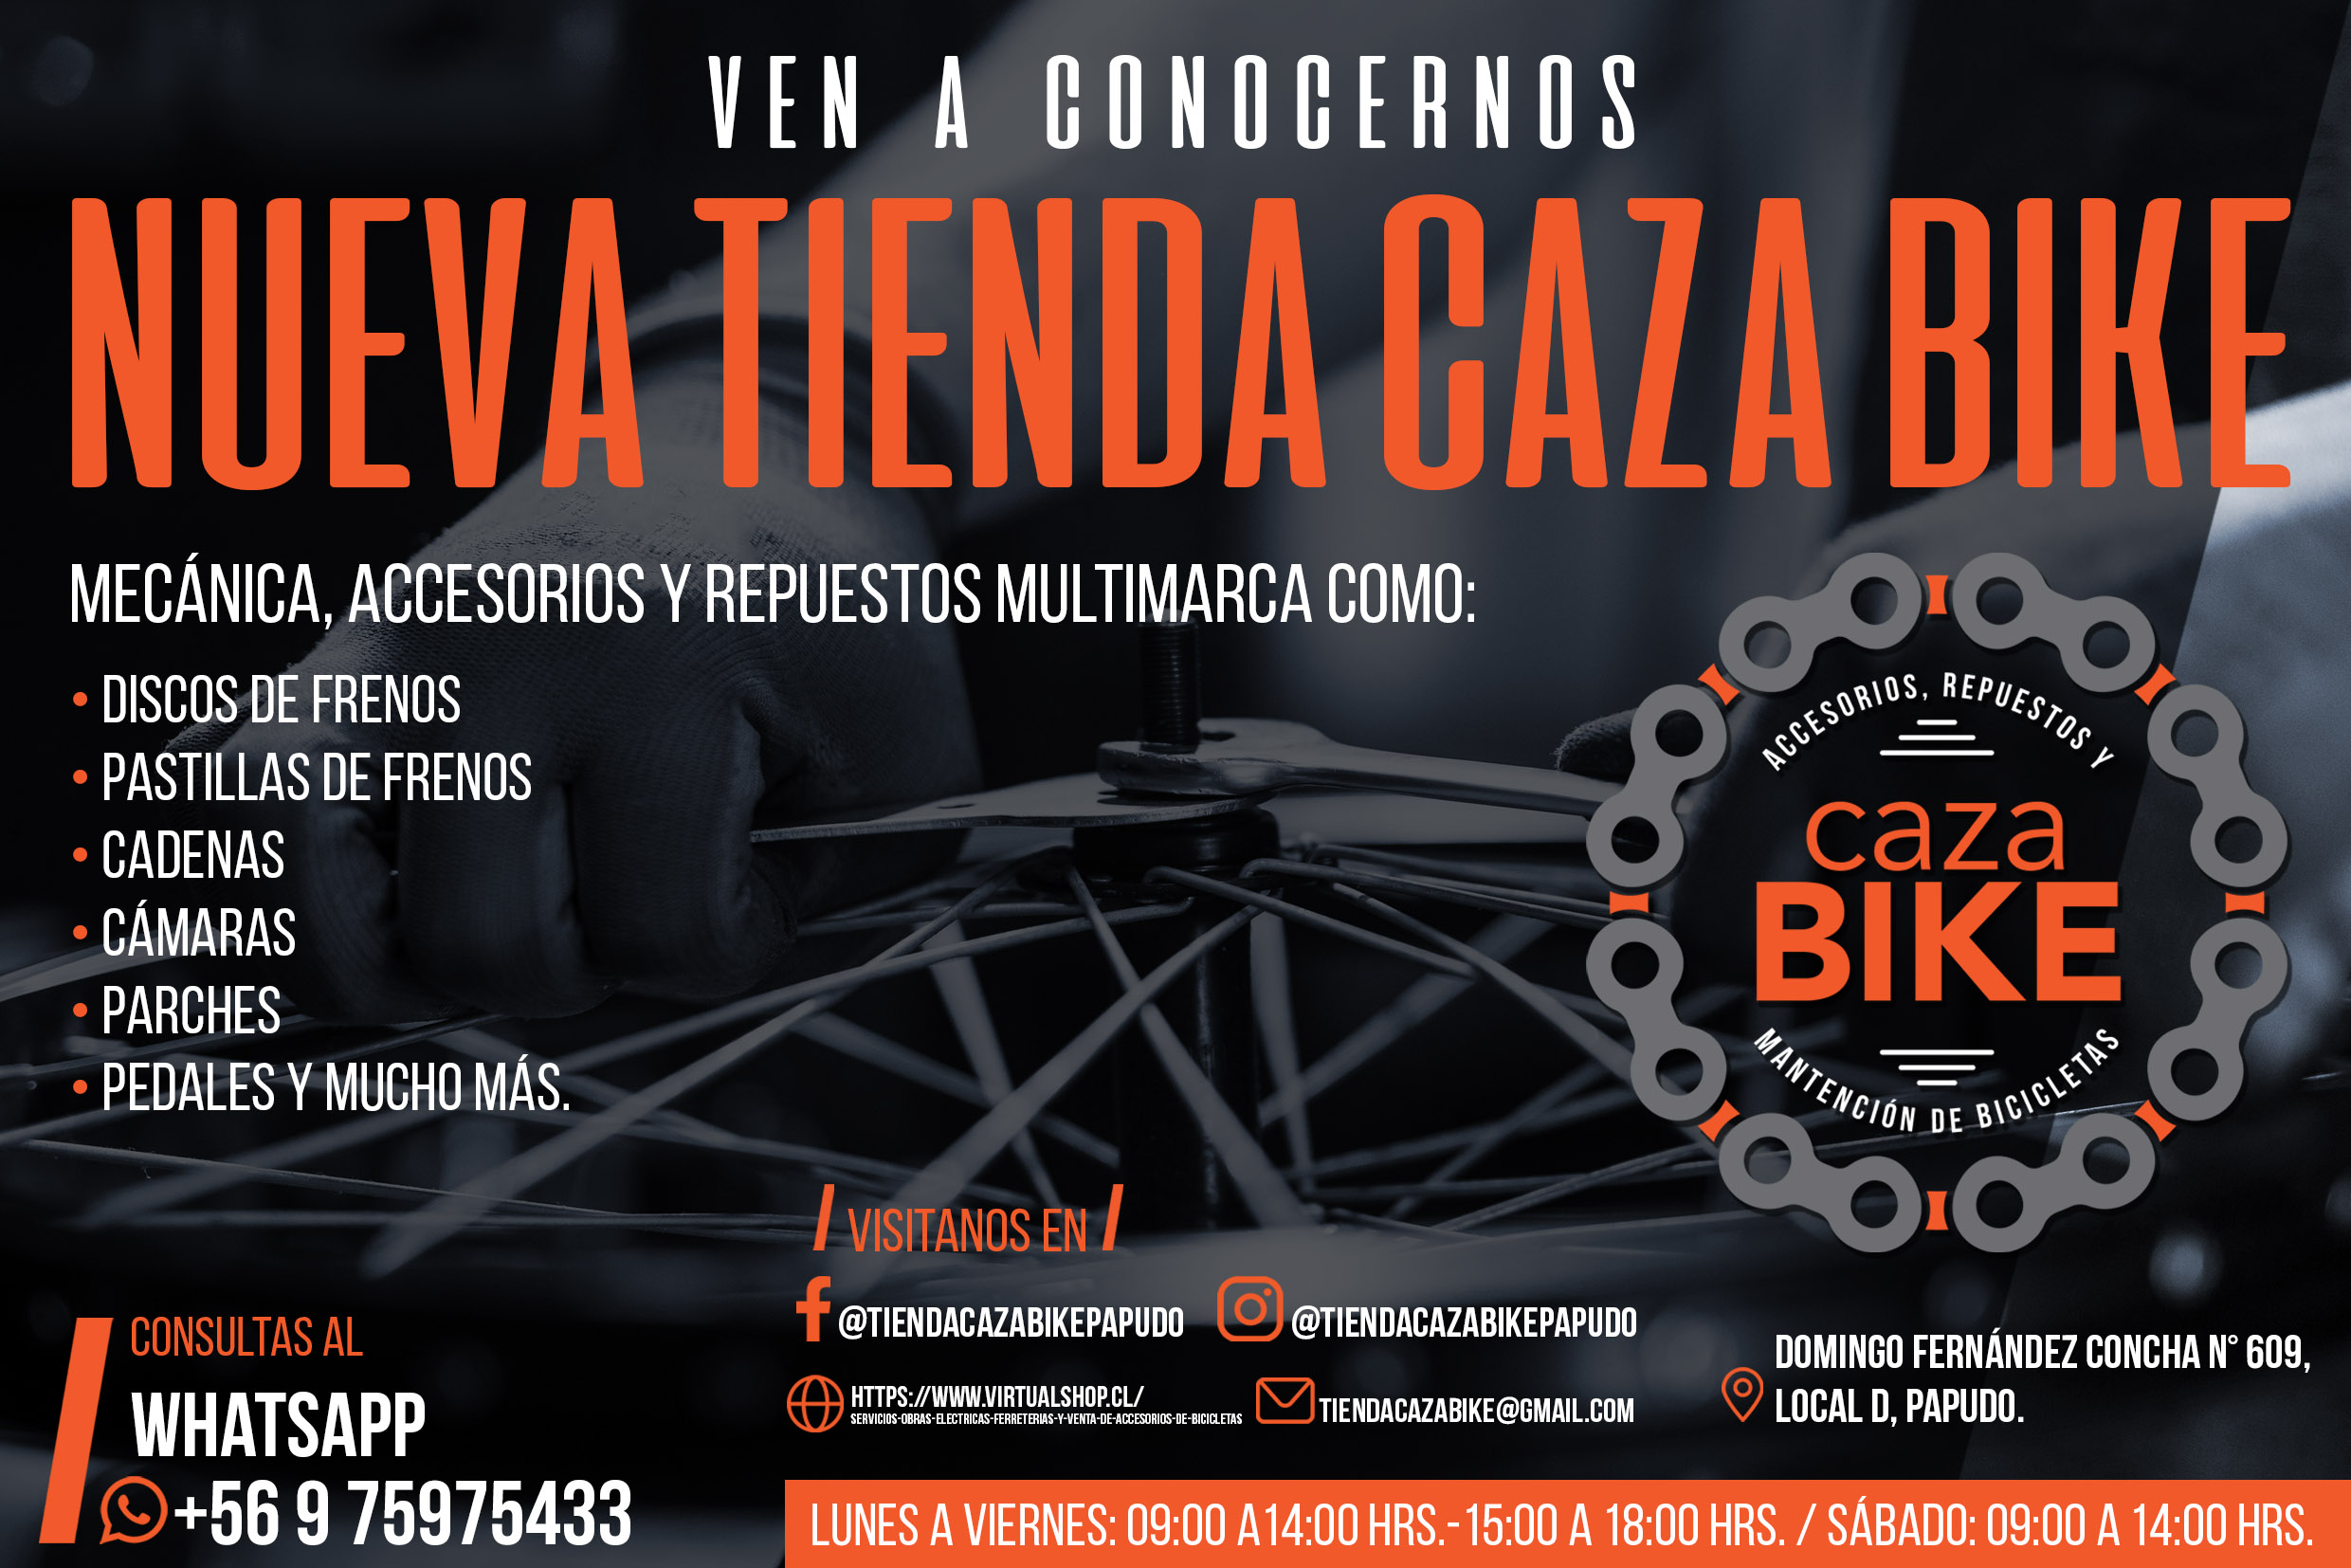 VEN A CONOCERNOS
NUEVA TIENDA CAZA BIKE
MECÁNICA, ACCESORIOS Y REPUESTOS MULTIMARCA COMO:
• DISCOS DE FRENOS
• PASTILLAS DE FRENOS
• CADENAS
• CÁMARAS
• PARCHES
• PEDALES Y MUCHO MÁS.
ACCESORIOS, REPUESTOS Y
caza
BIKE
MANTENCIÓN DE BICICLETAS
/ VISITANOS EN /
@TIENDACAZABIKEPAPUDO
@TIENDACAZABIKEPAPUDO
HTTPS://WWW.VIRTUALSHOP.CL/
SERVICIOS-OBRAS-ELECTRICAS-FERRETERIAS-Y-VENTA-DE-ACCESORIOS-DE-BICICLETAS
TIENDACAZABIKE@GMAIL.COM
DOMINGO FERNÁNDEZ CONCHA N° 609,
LOCAL D, PAPUDO.
CONSULTAS AL
WHATSAPP
+56 9 75975433
LUNES A VIERNES: 09:00 A14:00 HRS.-15:00 A 18:00 HRS. / SÁBADO: 09:00 A 14:00 HRS.